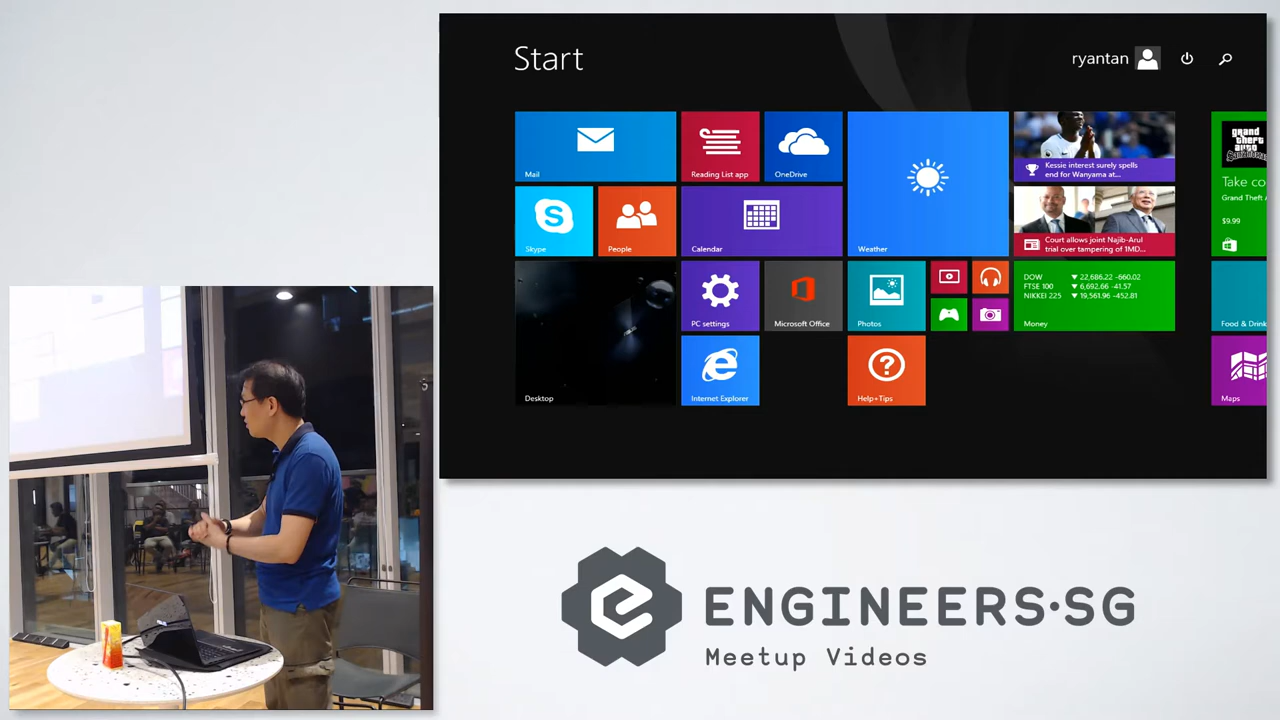 Start
ryantan
Mail
Reading List app
OneDrive
Kessie interest surely spells
end for Wanyama at...
grand
theft
auto
Take co
Grand Theft A
$9.99
Skype
People
Calendar
Weather
Court allows joint Najib-Arul
trial over tampering of 1MD...
Desktop
PC settings
Microsoft Office
Photos
DOW ▼ 22,686.22 -660.02
FTSE 100 ▼ 6,692.66 -41.57
NIKKEI 225 ▼ 19,561.96 -452.81
Money
Food & Drink
Internet Explorer
Help+Tips
Maps
ENGINEERS·SG
Meetup Videos